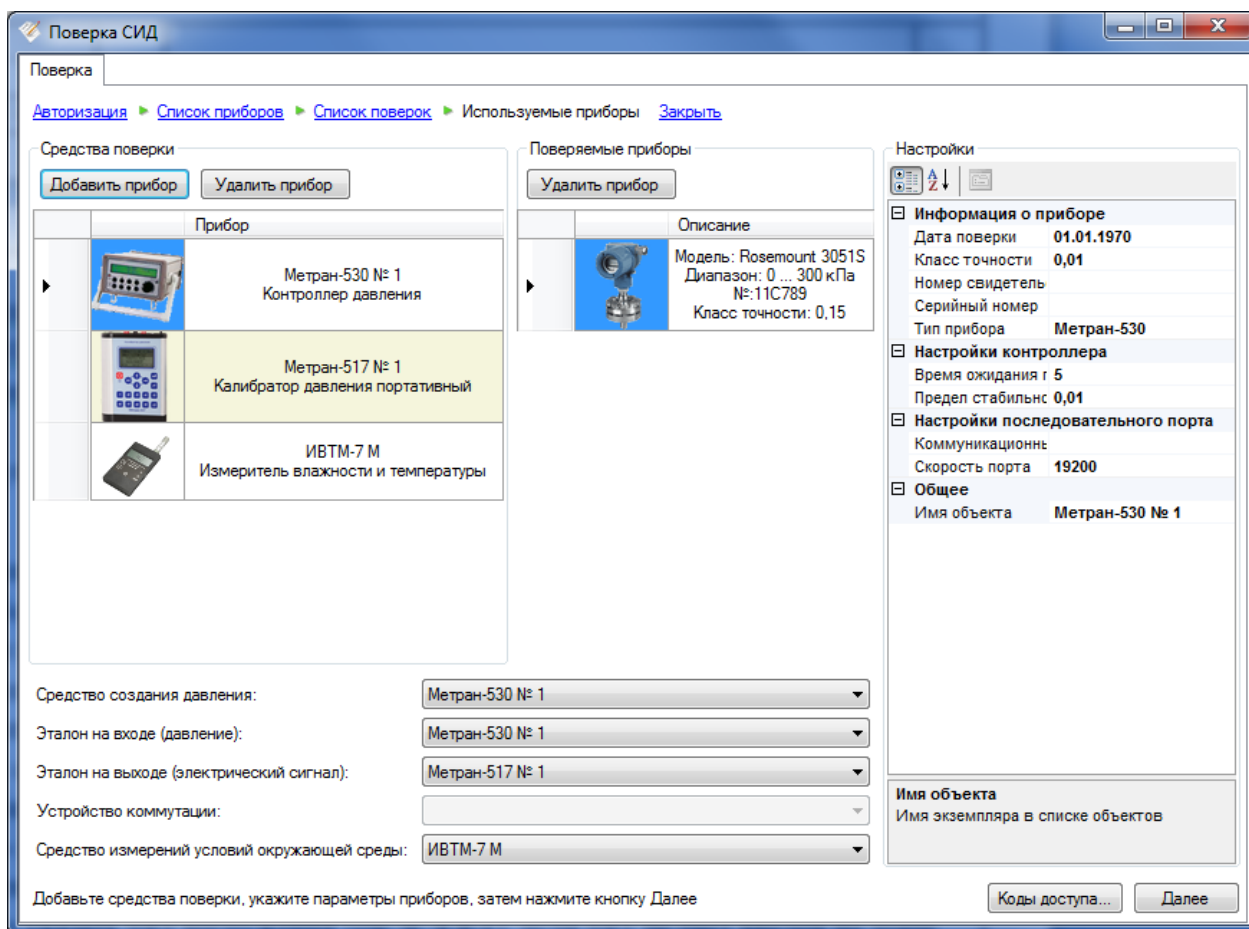 Поверка СИД
Поверка
Авторизация Список приборов Список поверок Используемые приборы Закрыть
Средства поверки
Добавить прибор Удалить прибор
Прибор
Метран-530 № 1
Контроллер давления
Метран-517 № 1
Калибратор давления портативный
ИВТМ-7 М
Измеритель влажности и температуры
Поверяемые приборы
Удалить прибор
Описание
Модель: Rosemount 3051S
Диапазон: 0 ... 300 кПа
№:11C789
Класс точности: 0,15
Настройки
Информация о приборе
Дата поверки 01.01.1970
Класс точности 0,01
Номер свидетель
Серийный номер
Тип прибора Метран-530
Настройки контроллера
Время ожидания г 5
Предел стабильнс 0,01
Настройки последовательного порта
Коммуникационнь
Скорость порта 19200
Общее
Имя объекта Метран-530 № 1
Средство создания давления: Метран-530 № 1
Эталон на входе (давление): Метран-530 № 1
Эталон на выходе (электрический сигнал): Метран-517 № 1
Устройство коммутации:
Средство измерений условий окружающей среды: ИВТМ-7 М
Имя объекта
Имя экземпляра в списке объектов
Добавьте средства поверки, укажите параметры приборов, затем нажмите кнопку Далее
Коды доступа... Далее